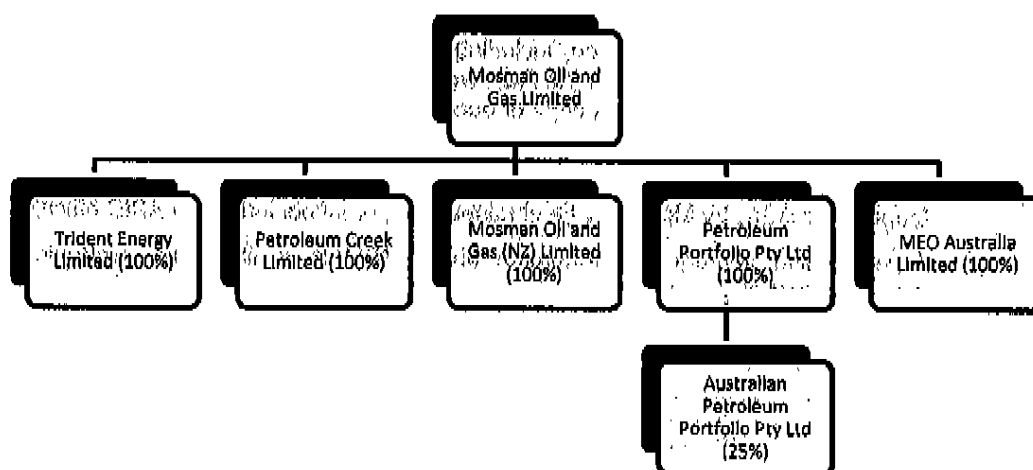 Mosman Oil and
Gas Limited
Trident Energy
Limited (100%)
Petroleum Creek
Limited (100%)
Mosman Oil and
Gas (NZ) Limited
(100%)
Petroleum
Portfolio Pty Ltd
(100%)
MEO Australia
Limited (100%)
Australian
Petroleum
Portfolio Pty Ltd
(25%)